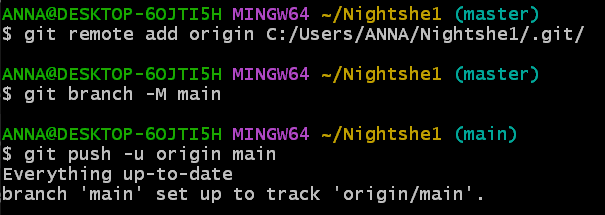 ANNA@DESKTOP-6OJTI5H MINGW64 ~/Nightshe1 (master)
$ git remote add origin C:/Users/ANNA/Nightshe1/.git/
ANNA@DESKTOP-6OJTI5H MINGW64 ~/Nightshe1 (master)
$ git branch -M main
ANNA@DESKTOP-6OJTI5H MINGW64 ~/Nightshe1 (main)
$ git push -u origin main
Everything up-to-date
branch 'main' set up to track 'origin/main'.